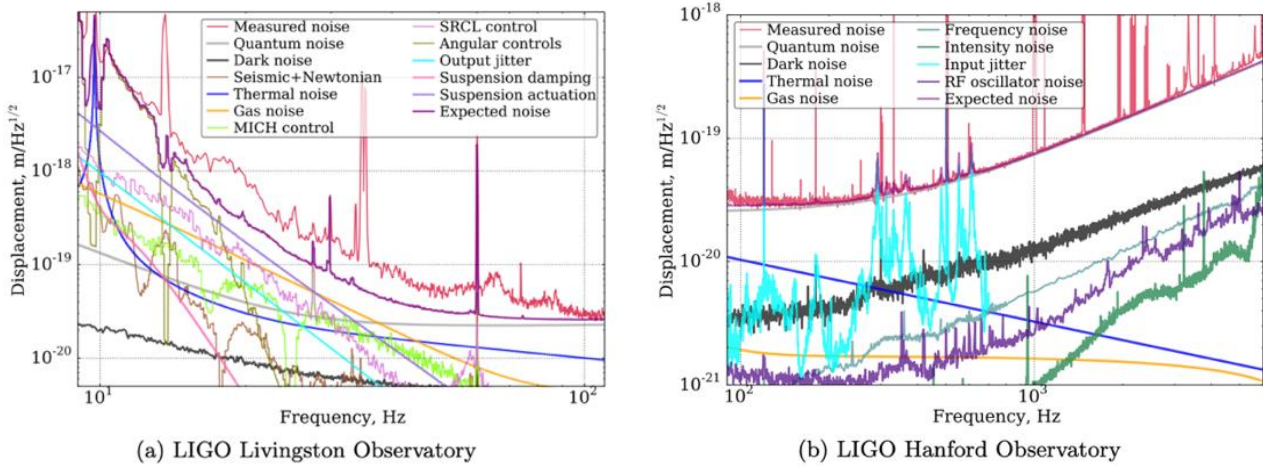 Measured noise
Quantum noise
Dark noise
Seismic+Newtonian
Thermal noise
Gas noise
MICH control
SRCL control
Angular controls
Output jitter
Suspension damping
Suspension actuation
Expected noise
Displacement, m/Hz^1/2
10^-17
10^-18
10^-19
10^-20
10^1
10^2
Frequency, Hz
(a) LIGO Livingston Observatory
Measured noise
Quantum noise
Dark noise
Thermal noise
Gas noise
Frequency noise
Intensity noise
Input jitter
RF oscillator noise
Expected noise
Displacement, m/Hz^1/2
10^-18
10^-19
10^-20
10^-21
10^2
10^3
Frequency, Hz
(b) LIGO Hanford Observatory